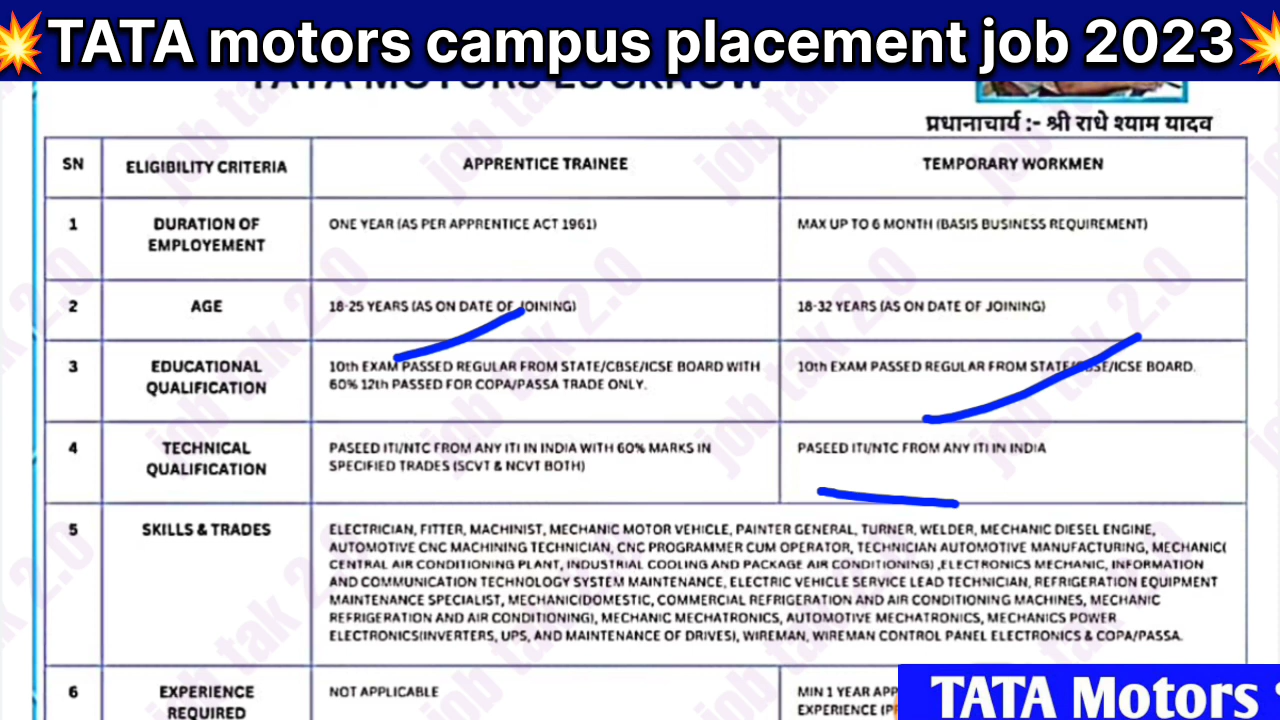 💥TATA motors campus placement job 2023💥
TATA MOTORS LUCKNOW
प्रधानाचार्य :- श्री राधे श्याम यादव
SN ELIGIBILITY CRITERIA APPRENTICE TRAINEE TEMPORARY WORKMEN
1 DURATION OF EMPLOYEMENT ONE YEAR (AS PER APPRENTICE ACT 1961) MAX UP TO 6 MONTH (BASIS BUSINESS REQUIREMENT)
2 AGE 18-25 YEARS (AS ON DATE OF JOINING) 18-32 YEARS (AS ON DATE OF JOINING)
3 EDUCATIONAL QUALIFICATION
10th EXAM PASSED REGULAR FROM STATE/CBSE/ICSE BOARD WITH
60% 12th PASSED FOR COPA/PASSA TRADE ONLY.
10th EXAM PASSED REGULAR FROM STATE/CBSE/ICSE BOARD.
4 TECHNICAL QUALIFICATION
PASEED ITI/NTC FROM ANY ITI IN INDIA WITH 60% MARKS IN
SPECIFIED TRADES (SCVT & NCVT BOTH)
PASEED ITI/NTC FROM ANY ITI IN INDIA
5 SKILLS & TRADES
ELECTRICIAN, FITTER, MACHINIST, MECHANIC MOTOR VEHICLE, PAINTER GENERAL, TURNER, WELDER, MECHANIC DIESEL ENGINE,
AUTOMOTIVE CNC MACHINING TECHNICIAN, CNC PROGRAMMER CUM OPERATOR, TECHNICIAN AUTOMOTIVE MANUFACTURING, MECHANIC(
CENTRAL AIR CONDITIONING PLANT, INDUSTRIAL COOLING AND PACKAGE AIR CONDITIONING) ,ELECTRONICS MECHANIC, INFORMATION
AND COMMUNICATION TECHNOLOGY SYSTEM MAINTENANCE, ELECTRIC VEHICLE SERVICE LEAD TECHNICIAN, REFRIGERATION EQUIPMENT
MAINTENANCE SPECIALIST, MECHANIC(DOMESTIC, COMMERCIAL REFRIGERATION AND AIR CONDITIONING MACHINES, MECHANIC
REFRIGERATION AND AIR CONDITIONING), MECHANIC MECHATRONICS, AUTOMOTIVE MECHATRONICS, MECHANICS POWER
ELECTRONICS(INVERTERS, UPS, AND MAINTENANCE OF DRIVES), WIREMAN, WIREMAN CONTROL PANEL ELECTRONICS & COPA/PASSA.
6 EXPERIENCE REQUIRED NOT APPLICABLE
MIN 1 YEAR APP
EXPERIENCE
TATA Motors
job tak 2.0